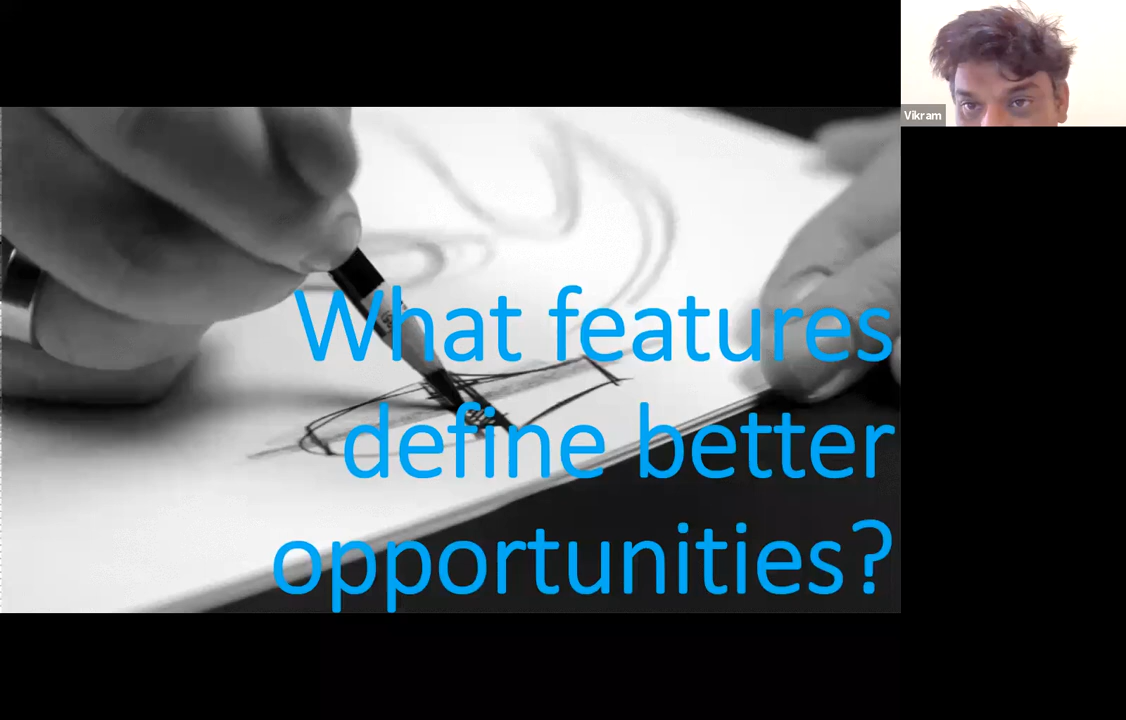 Vikram
What features
define better
opportunities?